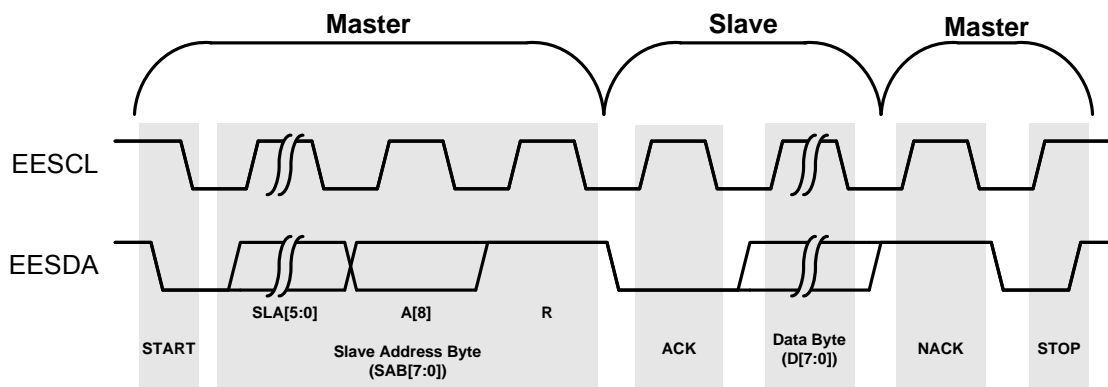 Master
Slave
Master
EESCL
EESDA
SLA[5:0]
A[8]
R
START
Slave Address Byte
(SAB[7:0])
ACK
Data Byte
(D[7:0])
NACK
STOP